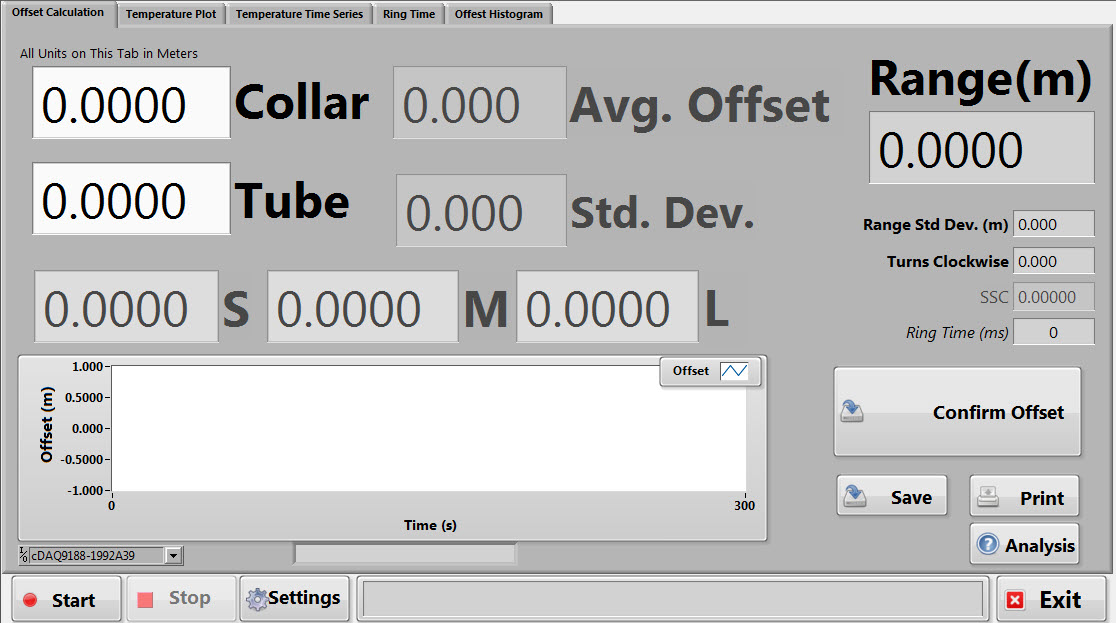 Offset Calculation Temperature Plot Temperature Time Series Ring Time Offest Histogram
All Units on This Tab in Meters
0.0000 Collar 0.000 Avg. Offset
Range(m)
0.0000
0.0000 Tube 0.000 Std. Dev.
Range Std Dev. (m) 0.000
Turns Clockwise 0.000
SSC 0.00000
Ring Time (ms) 0
0.0000 S 0.0000 M 0.0000 L
Offset
1.000
0.5000
0.000
-0.5000
-1.000
Offset (m)
0 300
Time (s)
Confirm Offset
Save Print
Analysis
I/O cDAQ9188-1992A39
Start Stop Settings Exit